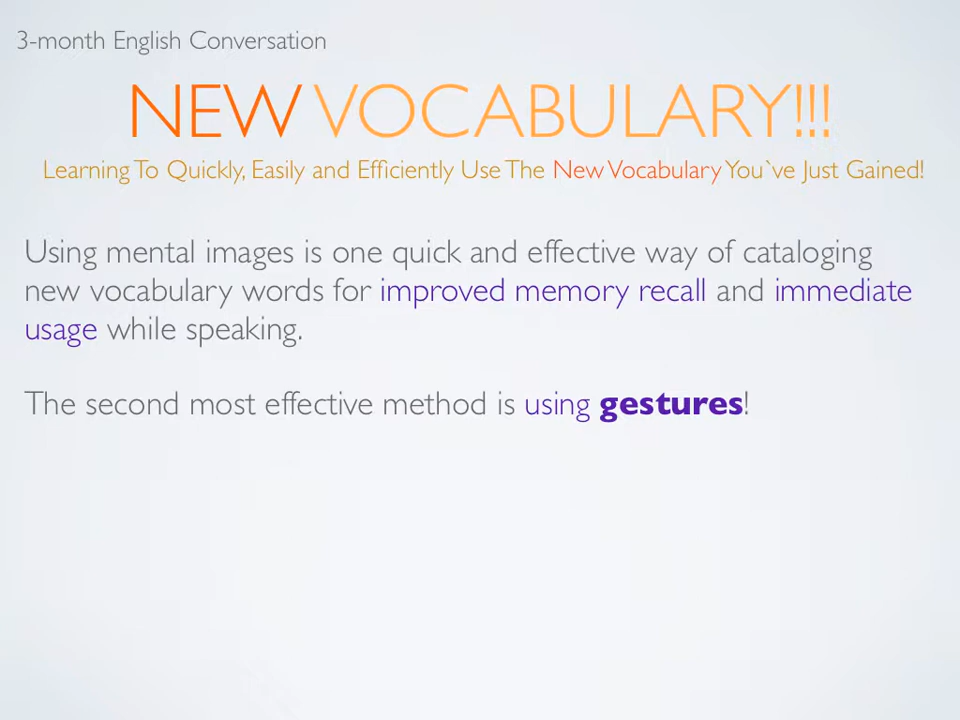 3-month English Conversation
NEW VOCABULARY!!!
Learning To Quickly, Easily and Efficiently Use The New Vocabulary You`ve Just Gained!
Using mental images is one quick and effective way of cataloging
new vocabulary words for improved memory recall and immediate
usage while speaking.
The second most effective method is using gestures!